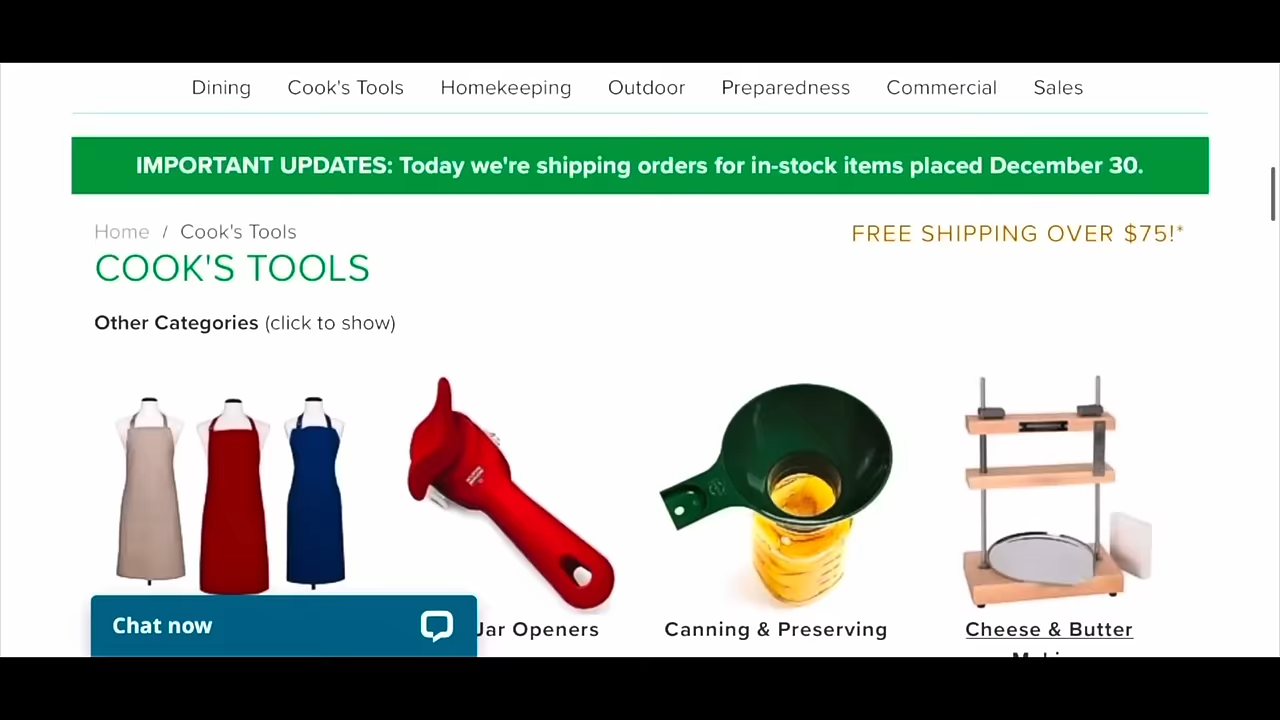 Dining Cook's Tools Homekeeping Outdoor Preparedness Commercial Sales
IMPORTANT UPDATES: Today we're shipping orders for in-stock items placed December 30.
Home / Cook's Tools
FREE SHIPPING OVER $75!*
COOK'S TOOLS
Other Categories (click to show)
Jar Openers
Canning & Preserving
Cheese & Butter
Chat now